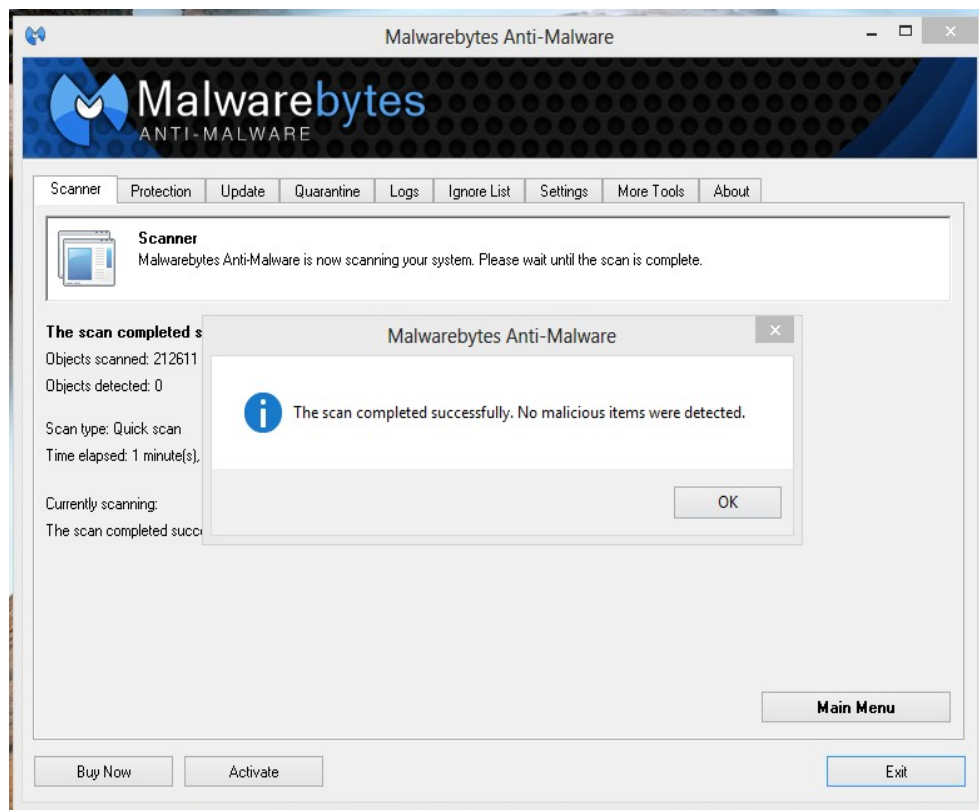 Malwarebytes Anti-Malware
Malwarebytes
ANTI-MALWARE
Scanner Protection Update Quarantine Logs Ignore List Settings More Tools About
Scanner
Malwarebytes Anti-Malware is now scanning your system. Please wait until the scan is complete.
The scan completed s
Objects scanned: 212611
Objects detected: 0
Scan type: Quick scan
Time elapsed: 1 minute(s),
Currently scanning:
The scan completed succe
Malwarebytes Anti-Malware
The scan completed successfully. No malicious items were detected.
OK
Main Menu
Buy Now Activate Exit